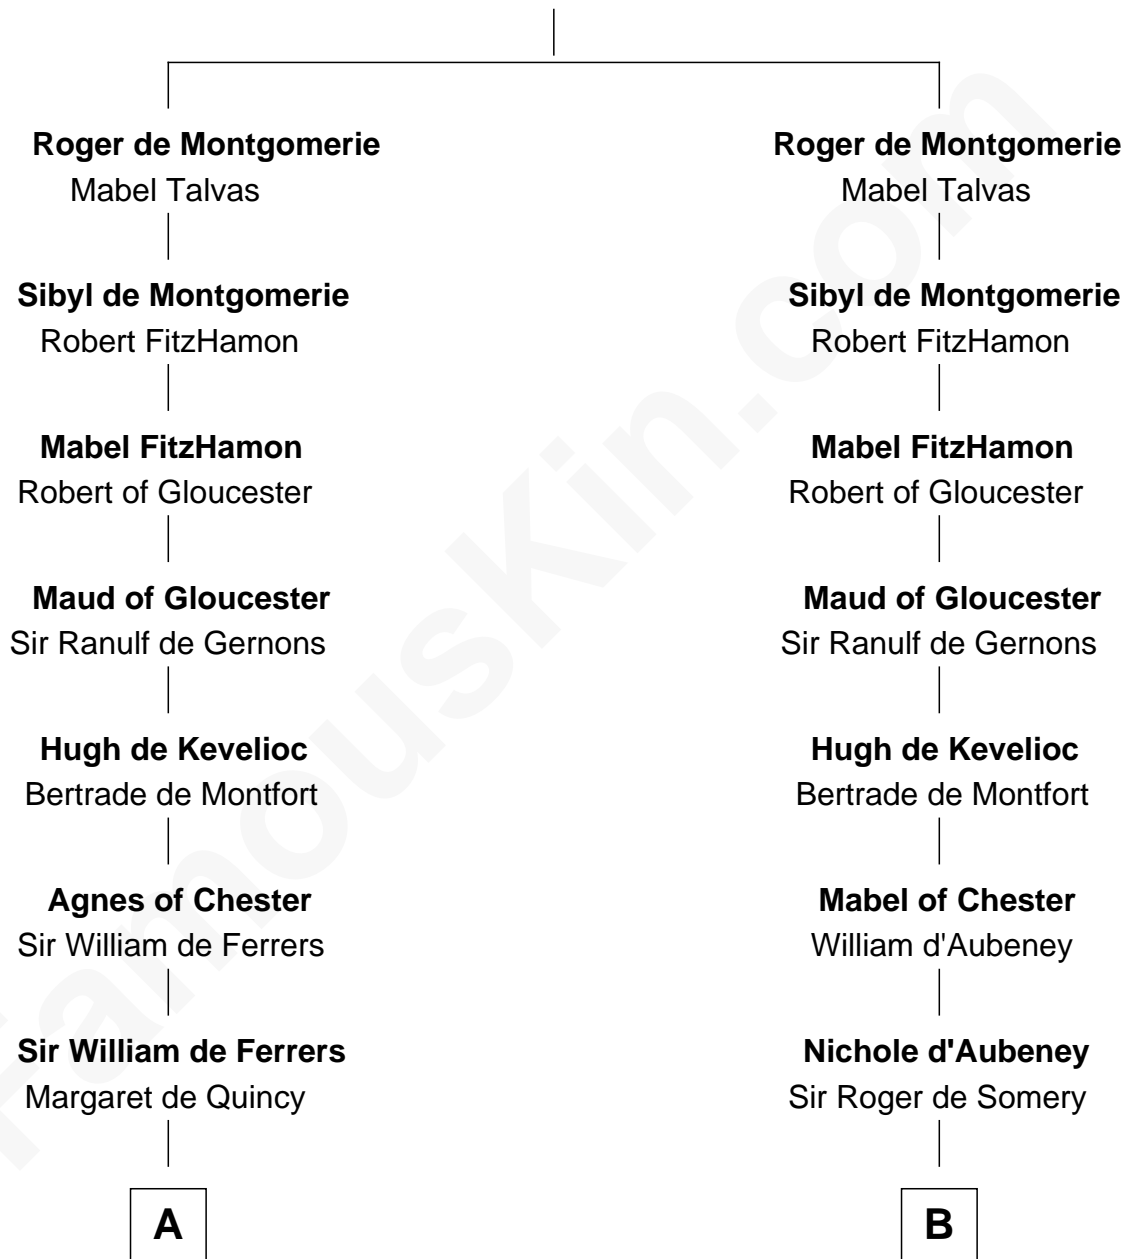 Roger de Montgomerie
Mabel Talvas
Sibyl de Montgomerie
Robert FitzHamon
Mabel FitzHamon
Robert of Gloucester
Maud of Gloucester
Sir Ranulf de Gernons
Hugh de Kevelioc
Bertrade de Montfort
Agnes of Chester
Sir William de Ferrers
Sir William de Ferrers
Margaret de Quincy
A
Roger de Montgomerie
Mabel Talvas
Sibyl de Montgomerie
Robert FitzHamon
Mabel FitzHamon
Robert of Gloucester
Maud of Gloucester
Sir Ranulf de Gernons
Hugh de Kevelioc
Bertrade de Montfort
Mabel of Chester
William d'Aubeney
Nichole d'Aubeney
Sir Roger de Somery
B
FamousKin.com